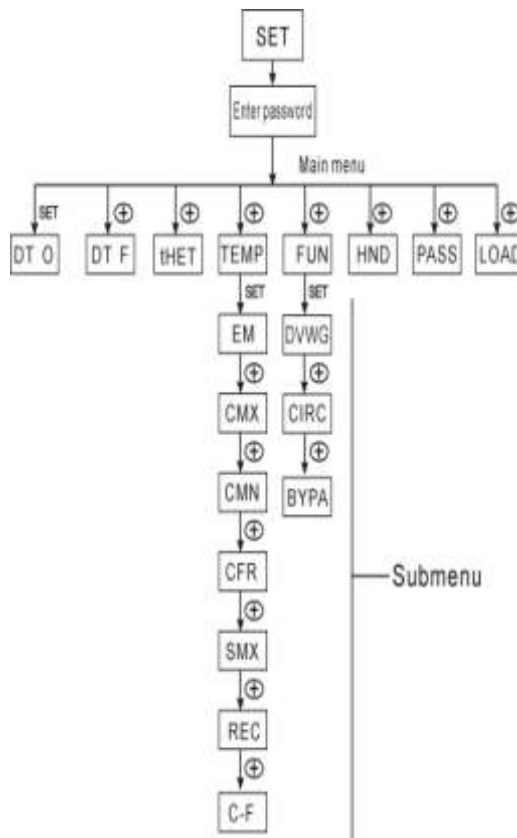 SET
Enter password
Main menu
SET
DT O
DT F
tHET
TEMP
FUN
HND
PASS
LOAD
SET
SET
EM
DVWG
CMX
CIRC
CMN
BYPA
CFR
Submenu
SMX
REC
C-F